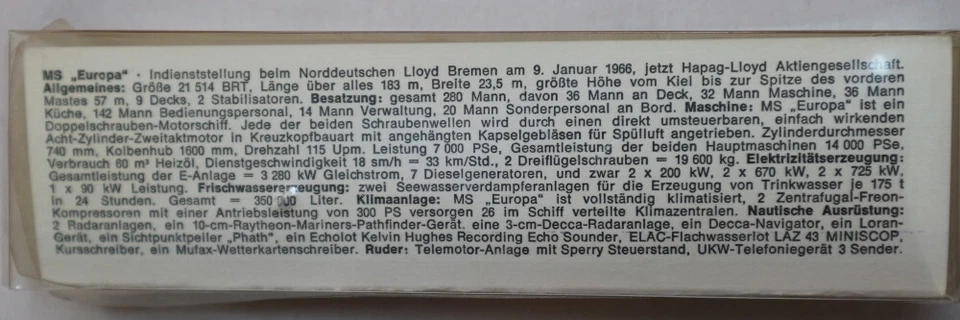 MS „Europa“ · Indienststellung beim Norddeutschen Lloyd Bremen am 9. Januar 1966, jetzt Hapag-Lloyd Aktiengesellschaft.
Allgemeines: Größe 21 514 BRT, Länge über alles 183 m, Breite 23,5 m, größte Höhe vom Kiel bis zur Spitze des vorderen
Mastes 57 m, 9 Decks, 2 Stabilisatoren. Besatzung: gesamt 280 Mann, davon 36 Mann an Deck, 32 Mann Maschine, 36 Mann
Küche, 142 Mann Bedienungspersonal, 14 Mann Verwaltung, 20 Mann Sonderpersonal an Bord. Maschine: MS „Europa“ ist ein
Doppelschrauben-Motorschiff. Jede der beiden Schraubenwellen wird durch einen direkt umsteuerbaren, einfach wirkenden
Acht-Zylinder-Zweitaktmotor in Kreuzkopfbauart mit angehängten Kapselgebläsen für Spülluft angetrieben. Zylinderdurchmesser
740 mm, Kolbenhub 1600 mm, Drehzahl 115 Upm. Leistung 7 000 PSe, Gesamtleistung der beiden Hauptmaschinen 14 000 PSe,
Verbrauch 60 m³ Heizöl, Dienstgeschwindigkeit 18 sm/h = 33 km/Std., 2 Dreiflügelschrauben = 19 600 kg. Elektrizitätserzeugung:
Gesamtleistung der E-Anlage = 3 280 kW Gleichstrom, 7 Dieselgeneratoren, und zwar 2 x 200 kW, 2 x 670 kW, 2 x 725 kW,
1 x 90 kW Leistung. Frischwassererzeugung: zwei Seewasserverdampferanlagen für die Erzeugung von Trinkwasser je 175 t
in 24 Stunden. Gesamt = 350 000 Liter. Klimaanlage: MS „Europa“ ist vollständig klimatisiert, 2 Zentrafugal-Freon-
Kompressoren mit einer Antriebsleistung von 300 PS versorgen 26 im Schiff verteilte Klimazentralen. Nautische Ausrüstung:
2 Radaranlagen, ein 10-cm-Raytheon-Mariners-Pathfinder-Gerät. eine 3-cm-Decca-Radaranlage, ein Decca-Navigator, ein Loran-
Gerät, ein Sichtpunktpeiler „Phath“, ein Echolot Kelvin Hughes Recording Echo Sounder, ELAC-Flachwasserlot LAZ 43 MINISCOP,
Kursschreiber, ein Mufax-Wetterkartenschreiber. Ruder: Telemotor-Anlage mit Sperry Steuerstand, UKW-Telefoniegerät 3 Sender.